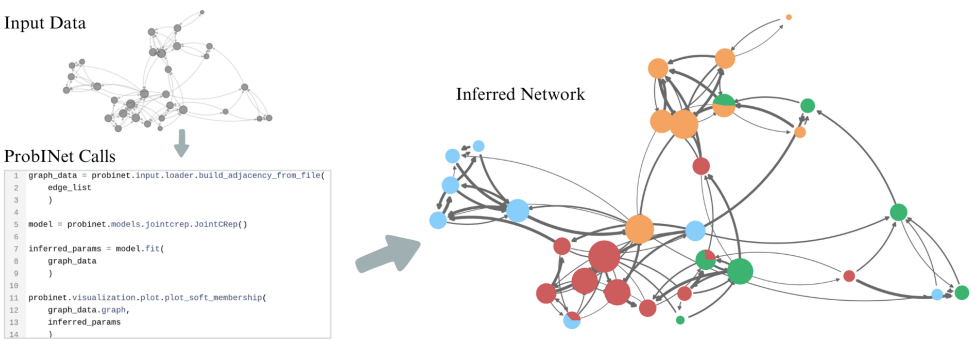 Input Data
Inferred Network
ProbINet Calls
1 graph_data = probinet.input.loader.build_adjacency_from_file(
2 edge_list
3 )
4
5 model = probinet.models.jointcrep.JointCRep()
6
7 inferred_params = model.fit(
8 graph_data
9 )
10
11 probinet.visualization.plot.plot_soft_membership(
12 graph_data.graph,
13 inferred_params
14 )